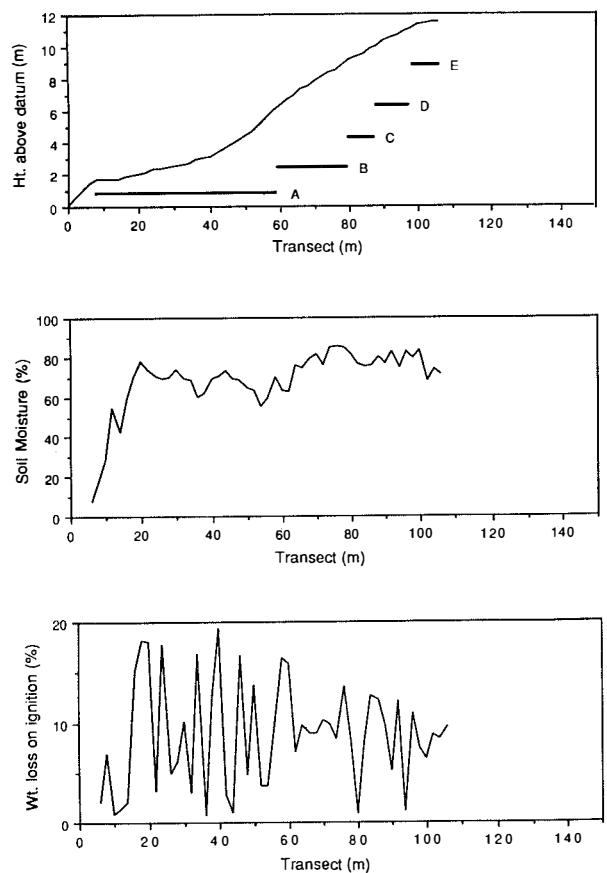 Ht. above datum (m)
12
10
8
6
4
2
0
E
D
C
B
A
0 20 40 60 80 100 120 140
Transect (m)
Soil Moisture (%)
100
80
60
40
20
0
0 20 40 60 80 100 120 140
Transect (m)
Wt. loss on ignition (%)
20
10
0
0 20 40 60 80 100 120 140
Transect (m)